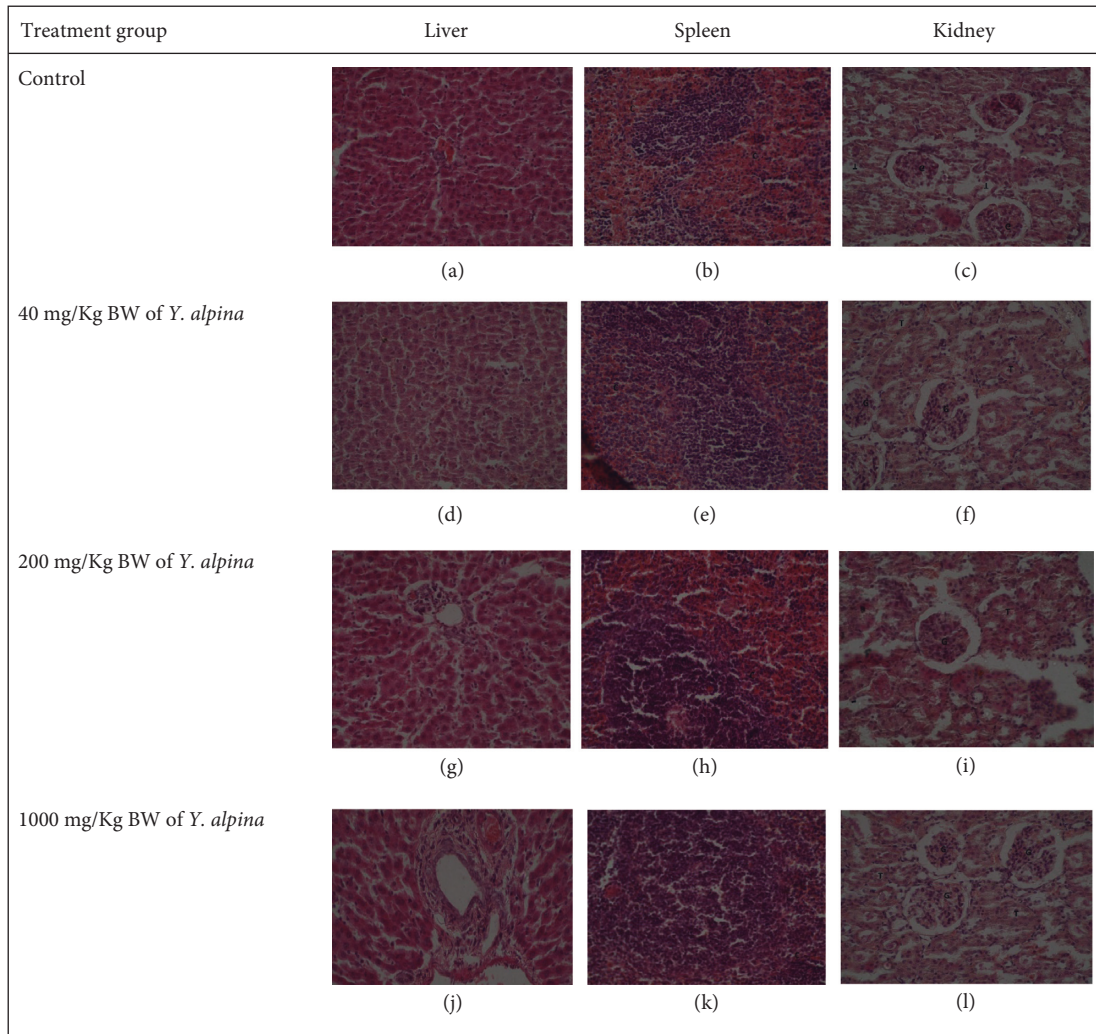 Treatment group Liver Spleen Kidney
Control
(a) (b) (c)
40 mg/Kg BW of Y. alpina
(d) (e) (f)
200 mg/Kg BW of Y. alpina
(g) (h) (i)
1000 mg/Kg BW of Y. alpina
(j) (k) (l)